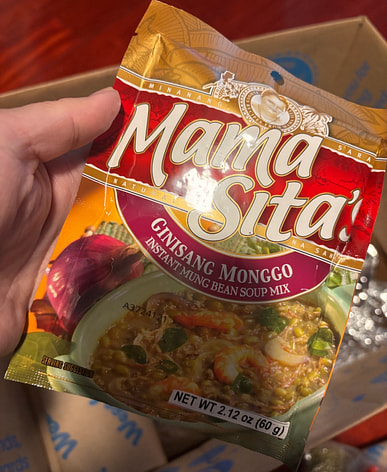 Mama
Sita's
GINISANG MONGGO
INSTANT MUNG BEAN SOUP MIX
NET WT 2.12 oz (60 g)